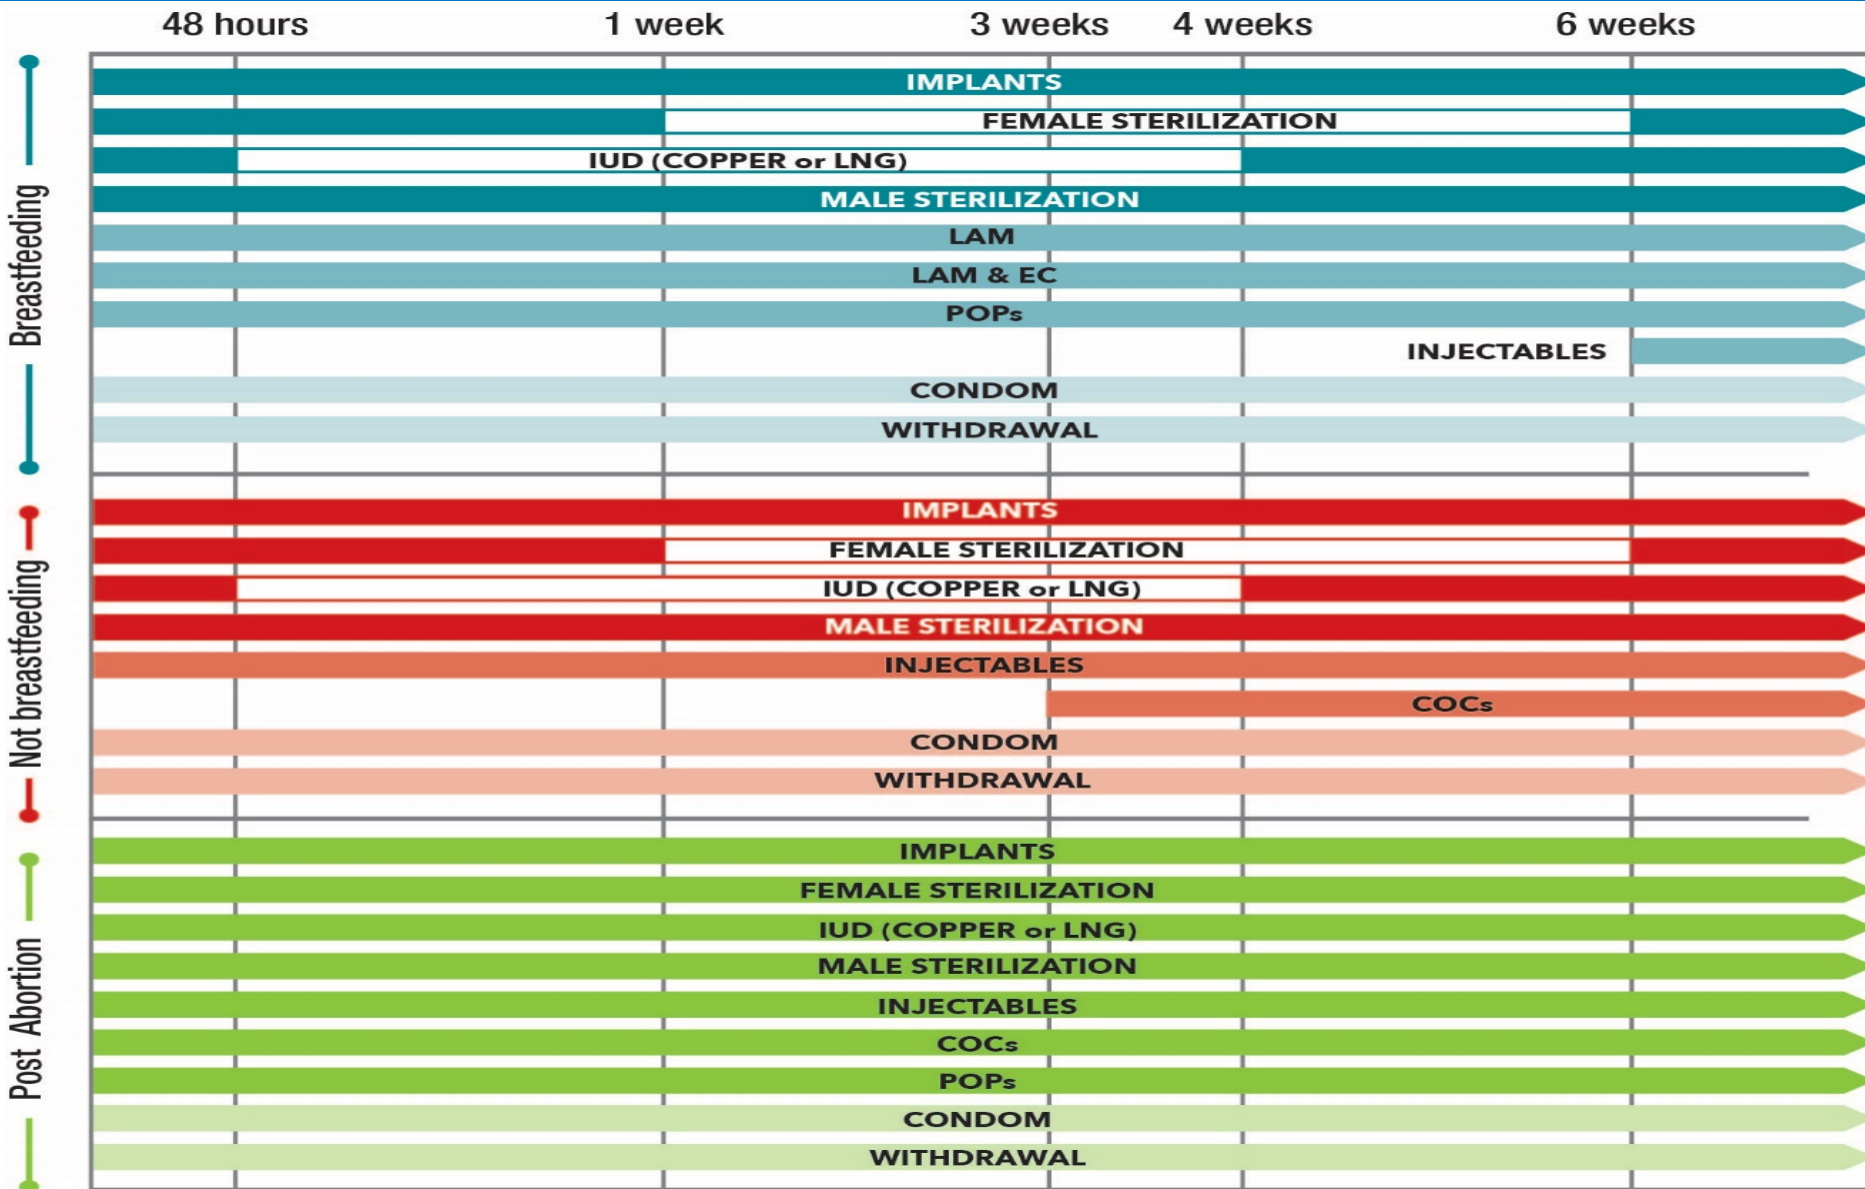 48 hours 1 week 3 weeks 4 weeks 6 weeks
Breastfeeding
IMPLANTS
FEMALE STERILIZATION
IUD (COPPER or LNG)
MALE STERILIZATION
LAM
LAM & EC
POPs
INJECTABLES
CONDOM
WITHDRAWAL
Not breastfeeding
IMPLANTS
FEMALE STERILIZATION
IUD (COPPER or LNG)
MALE STERILIZATION
INJECTABLES
COCs
CONDOM
WITHDRAWAL
Post Abortion
IMPLANTS
FEMALE STERILIZATION
IUD (COPPER or LNG)
MALE STERILIZATION
INJECTABLES
COCs
POPs
CONDOM
WITHDRAWAL